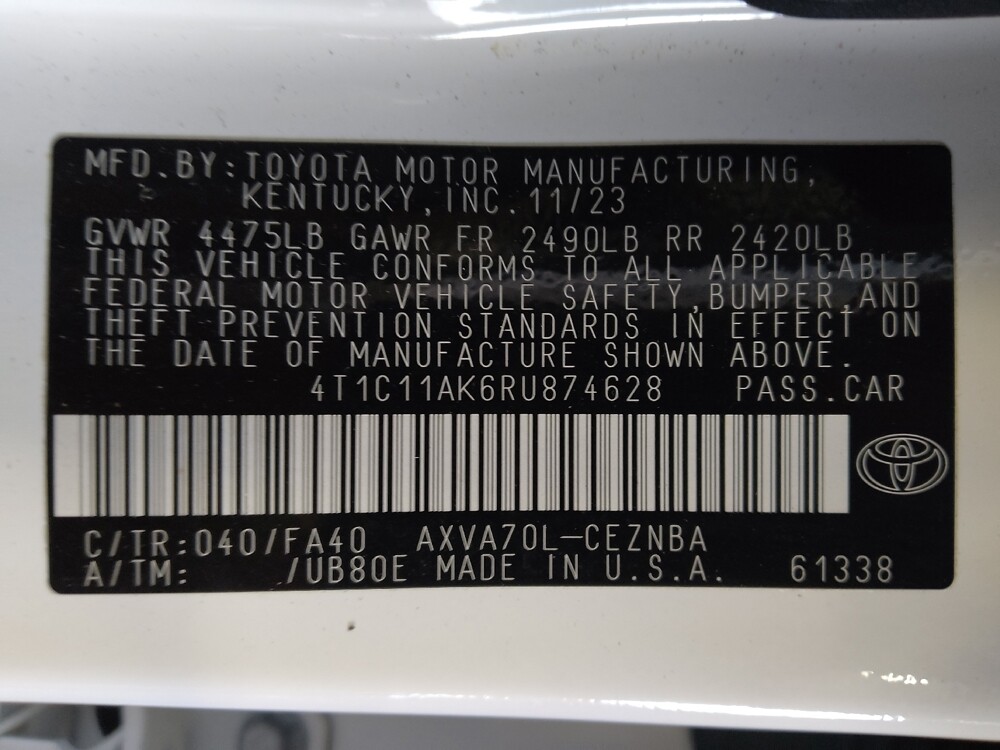 MFD.BY:TOYOTA MOTOR MANUFACTURING,
KENTUCKY,INC.11/23
GVWR 4475LB GAWR FR 2490LB RR 2420LB
THIS VEHICLE CONFORMS TO ALL APPLICABLE
FEDERAL MOTOR VEHICLE SAFETY,BUMPER,AND
THEFT PREVENTION STANDARDS IN EFFECT ON
THE DATE OF MANUFACTURE SHOWN ABOVE.
4T1C11AK6RU874628 PASS.CAR
C/TR:040/FA40 AXVA70L-CEZNBA
A/TM: /UB80E MADE IN U.S.A. 61338